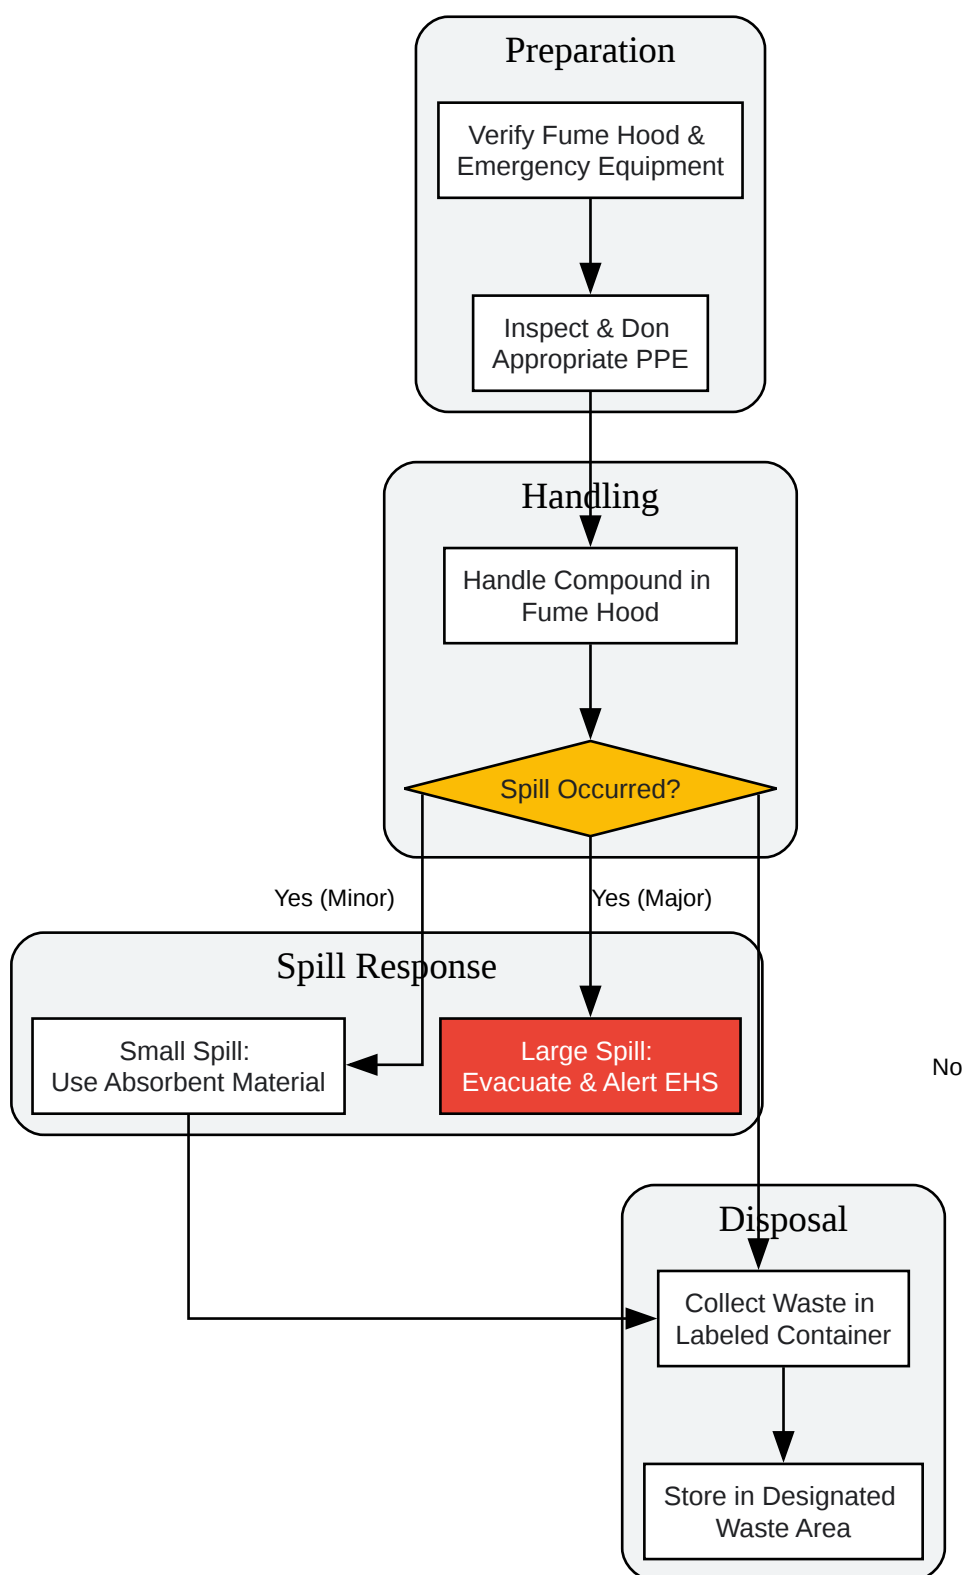 Preparation
Verify Fume Hood &
Emergency Equipment
Inspect & Don
Appropriate PPE
Handling
Handle Compound in
Fume Hood
Spill Occurred?
Yes (Minor)
Yes (Major)
Spill Response
Small Spill:
Use Absorbent Material
Large Spill:
Evacuate & Alert EHS
No
Disposal
Collect Waste in
Labeled Container
Store in Designated
Waste Area